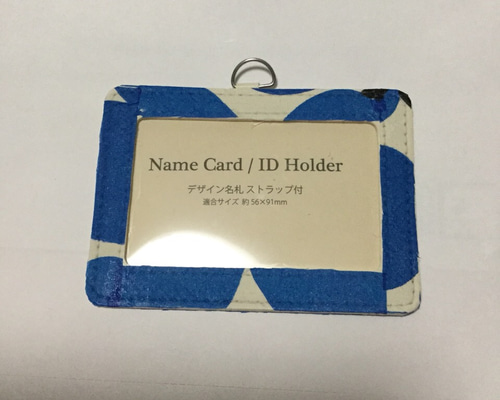 Name Card / ID Holder
デザイン名札 ストラップ付
適合サイズ 約 56×91mm